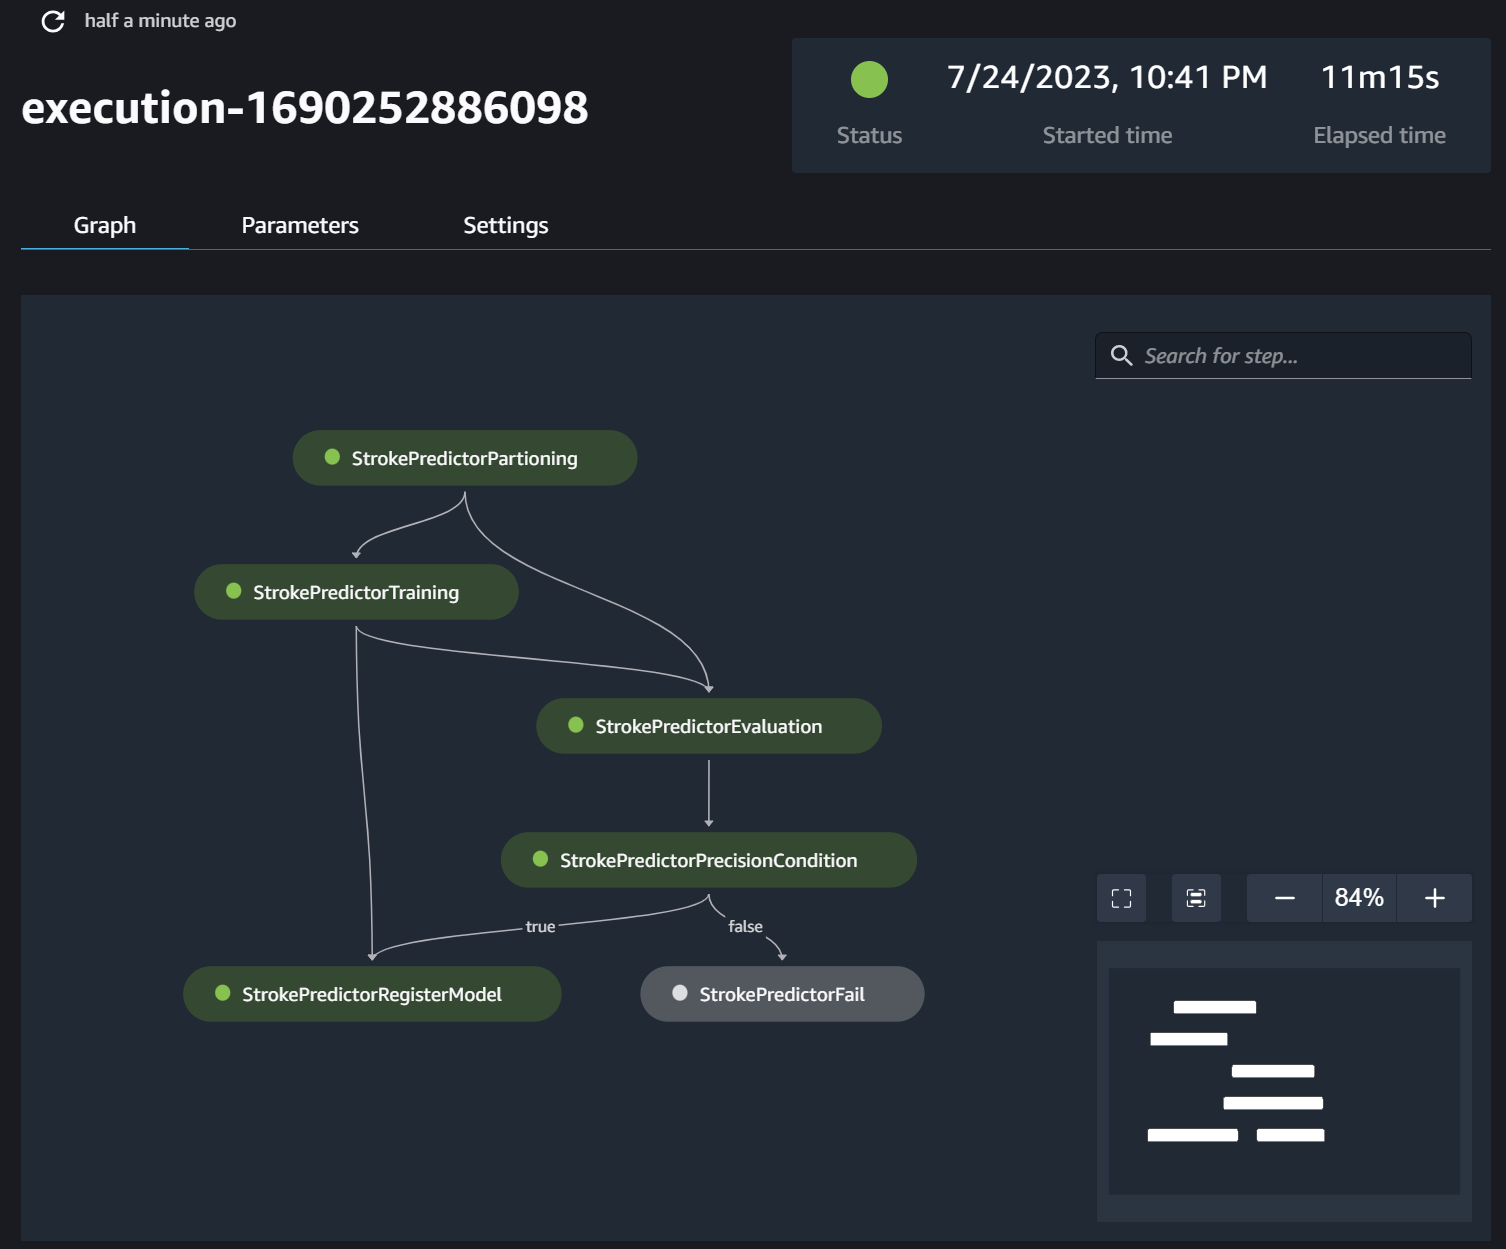 half a minute ago
execution-1690252886098
7/24/2023, 10:41 PM
11m15s
Status
Started time
Elapsed time
Graph
Parameters
Settings
Search for step...
StrokePredictorPartioning
StrokePredictorTraining
StrokePredictorEvaluation
StrokePredictorPrecisionCondition
84%
true
false
StrokePredictorRegisterModel
StrokePredictorFail